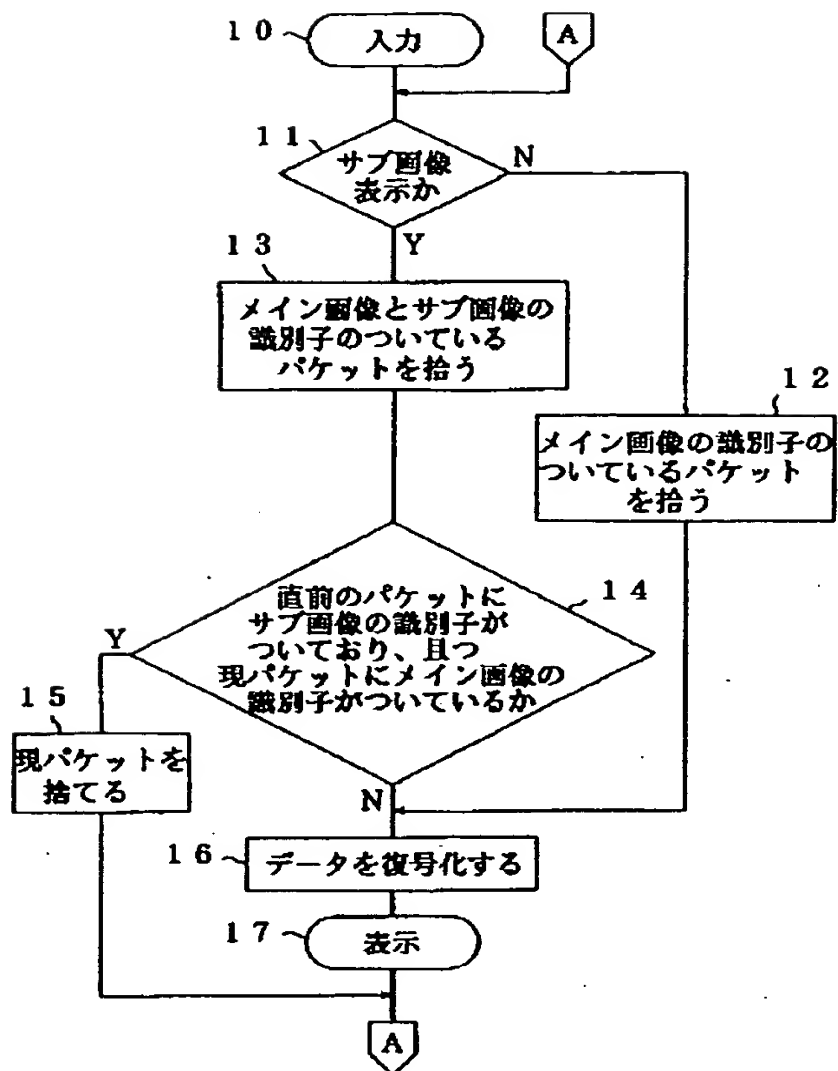 １０
入力
A
１１
サブ画像
表示か
N
Y
１３
メイン画像とサブ画像の
識別子のついている
パケットを拾う
１２
メイン画像の識別子の
ついているパケット
を拾う
直前のパケットに
サブ画像の識別子が
ついており、且つ
現パケットにメイン画像の
識別子がついているか
１４
Y
１５
現パケットを
捨てる
N
１６
データを復号化する
１７
表示
A